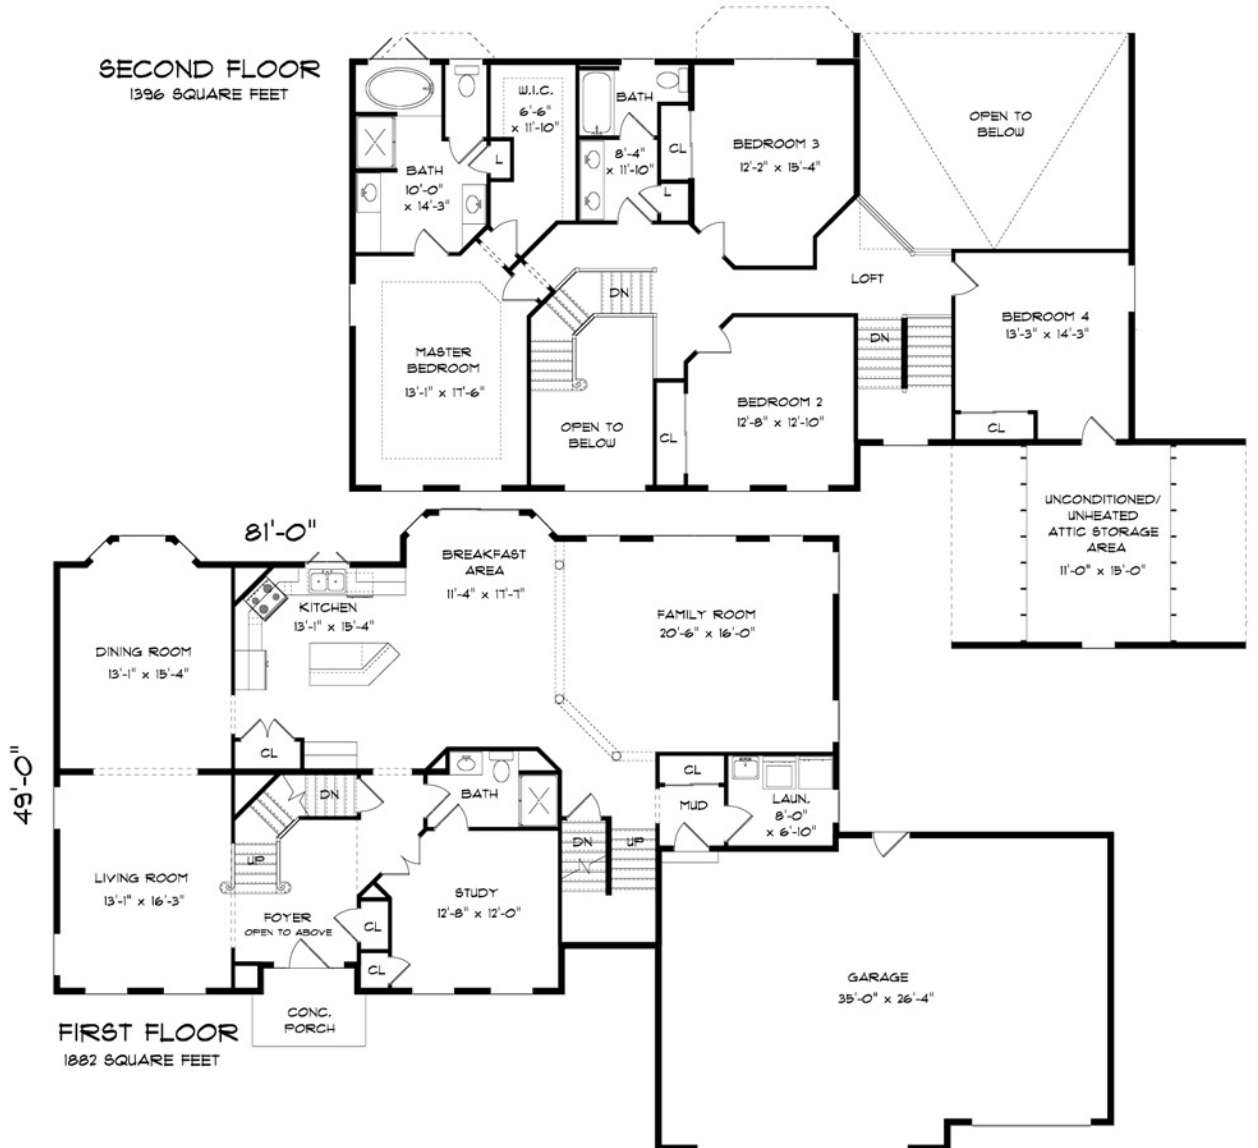 SECOND FLOOR
1396 SQUARE FEET
W.I.C.
6'-6"
x 11'-10"
BATH
OPEN TO
BELOW
BEDROOM 3
12'-2" x 15'-4"
CL
8'-4"
x 11'-10"
L
L
BATH
10'-0"
x 14'-3"
LOFT
DN
BEDROOM 4
13'-3" x 14'-3"
DN
MASTER
BEDROOM
13'-1" x 17'-6"
BEDROOM 2
12'-8" x 12'-10"
OPEN TO
BELOW
CL
CL
UNCONDITIONED/
UNHEATED
ATTIC STORAGE
AREA
11'-0" x 15'-0"
81'-0"
BREAKFAST
AREA
11'-4" x 17'-7"
KITCHEN
13'-1" x 15'-4"
FAMILY ROOM
20'-6" x 16'-0"
DINING ROOM
13'-1" x 15'-4"
CL
49'-0"
CL
DN
BATH
MUD
LAUN.
8'-0"
x 6'-10"
DN
UP
UP
LIVING ROOM
13'-1" x 16'-3"
STUDY
12'-8" x 12'-0"
FOYER
OPEN TO ABOVE
CL
CL
GARAGE
35'-0" x 26'-4"
CONC.
PORCH
FIRST FLOOR
1882 SQUARE FEET